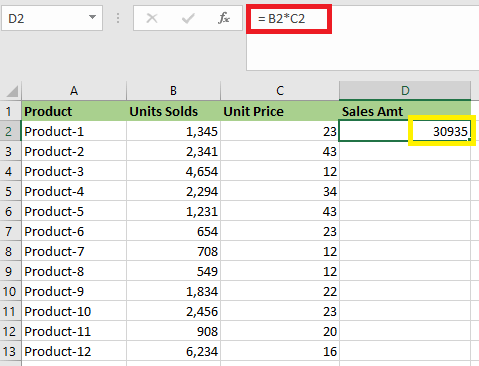 D2 fx = B2*C2
A B C D
1 Product Units Solds Unit Price Sales Amt
2 Product-1 1,345 23 30935
3 Product-2 2,341 43
4 Product-3 4,654 12
5 Product-4 2,294 34
6 Product-5 1,231 43
7 Product-6 654 23
8 Product-7 708 12
9 Product-8 549 12
10 Product-9 1,834 22
11 Product-10 2,456 23
12 Product-11 908 20
13 Product-12 6,234 16